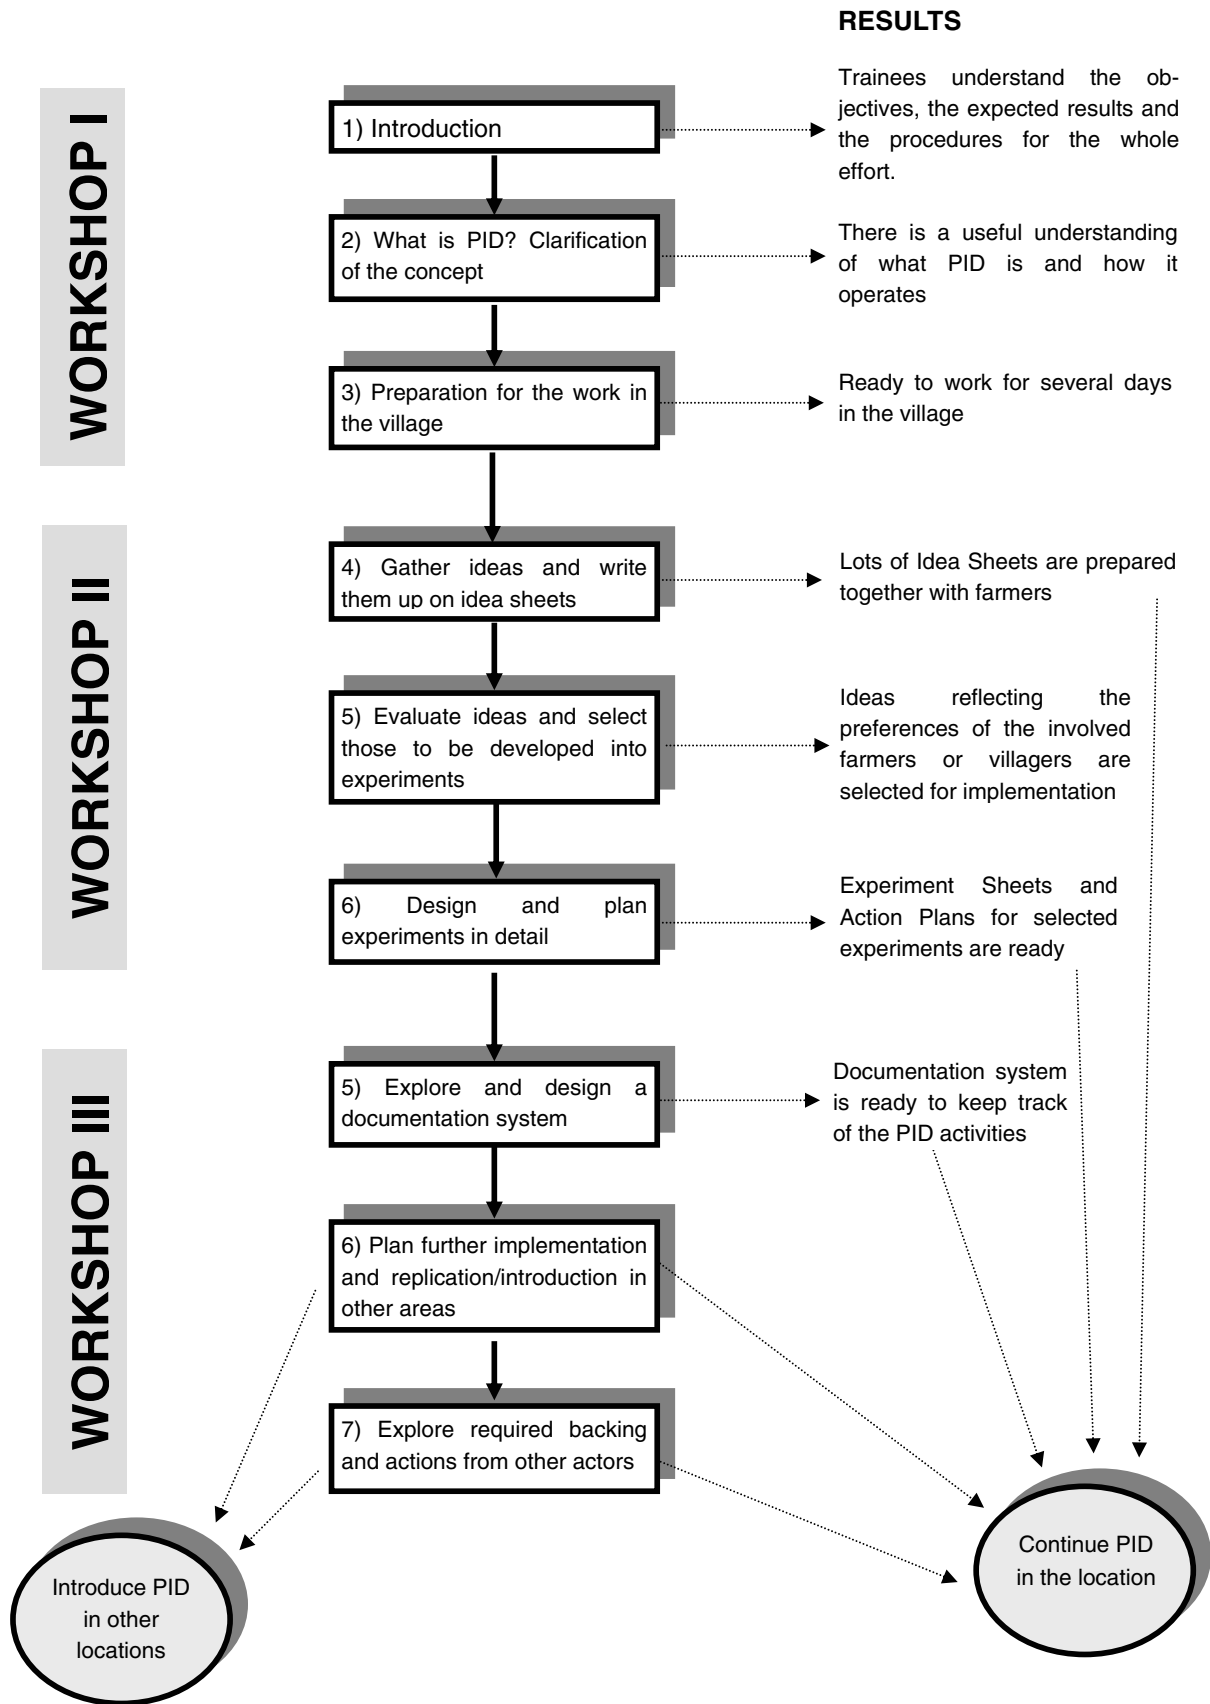 RESULTS
WORKSHOP I
1) Introduction
Trainees understand the ob-
jectives, the expected results and
the procedures for the whole
effort.
2) What is PID? Clarification
of the concept
There is a useful understanding
of what PID is and how it
operates
3) Preparation for the work in
the village
Ready to work for several days
in the village
WORKSHOP II
4) Gather ideas and write
them up on idea sheets
Lots of Idea Sheets are prepared
together with farmers
5) Evaluate ideas and select
those to be developed into
experiments
Ideas reflecting the
preferences of the involved
farmers or villagers are
selected for implementation
6) Design and plan
experiments in detail
Experiment Sheets and
Action Plans for selected
experiments are ready
WORKSHOP III
5) Explore and design a
documentation system
Documentation system
is ready to keep track
of the PID activities
6) Plan further implementation
and replication/introduction in
other areas
7) Explore required backing
and actions from other actors
Introduce PID
in other
locations
Continue PID
in the location